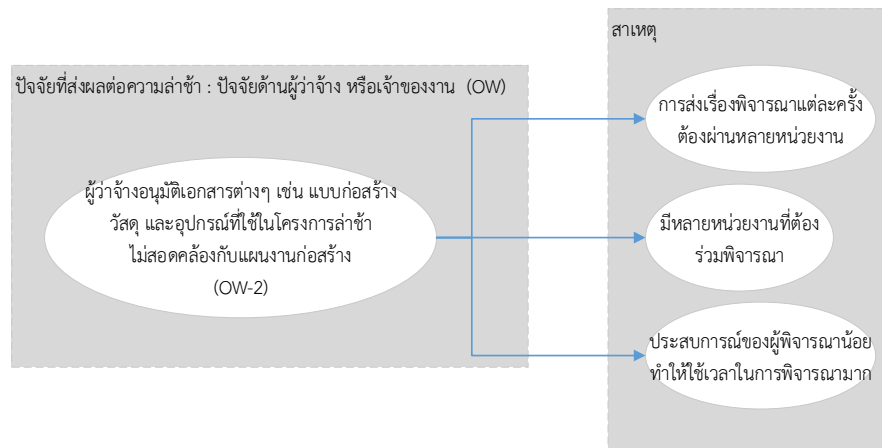 ปัจจัยที่ส่งผลต่อความล่าช้า : ปัจจัยด้านผู้ว่าจ้าง หรือเจ้าของงาน (OW)
ผู้ว่าจ้างอนุมัติเอกสารต่างๆ เช่น แบบก่อสร้าง
วัสดุ และอุปกรณ์ที่ใช้ในโครงการล่าช้า
ไม่สอดคล้องกับแผนงานก่อสร้าง
(OW-2)
สาเหตุ
การส่งเรื่องพิจารณาแต่ละครั้ง
ต้องผ่านหลายหน่วยงาน
มีหลายหน่วยงานที่ต้อง
ร่วมพิจารณา
ประสบการณ์ของผู้พิจารณาน้อย
ทำให้ใช้เวลาในการพิจารณามาก